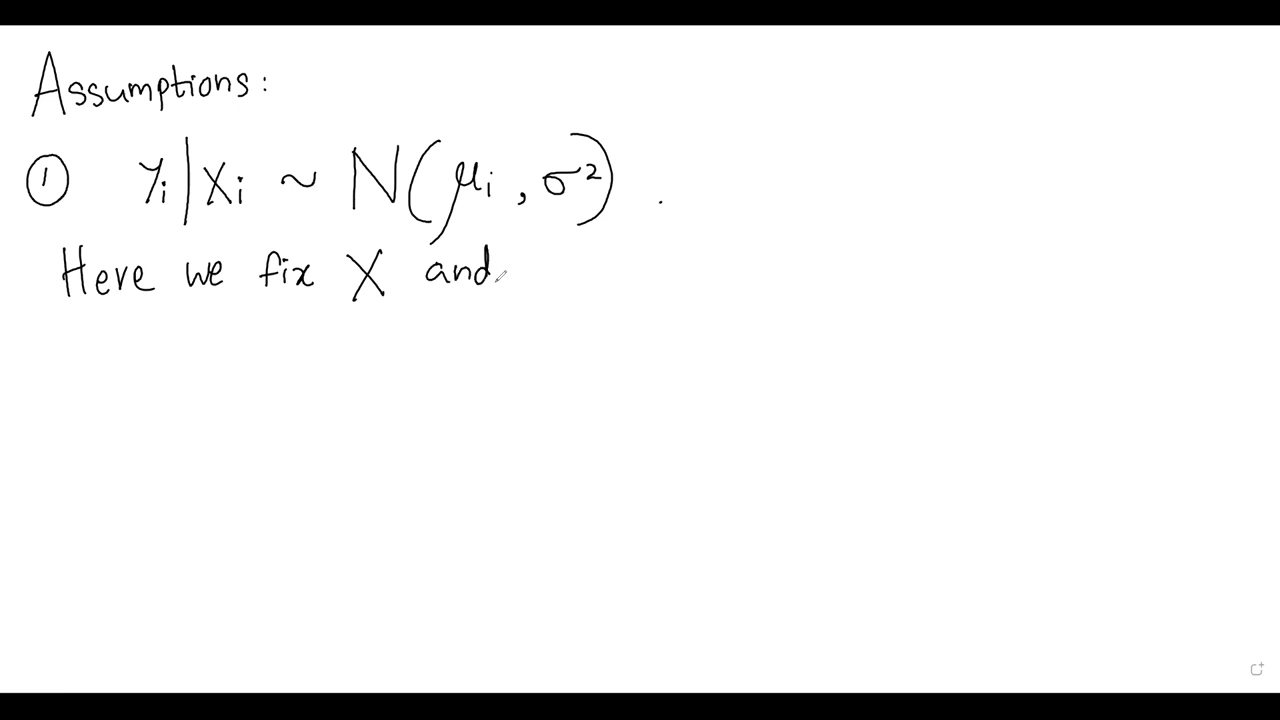 Assumptions:
① Yi | Xi ~ N(μi, σ²).
Here we fix X and